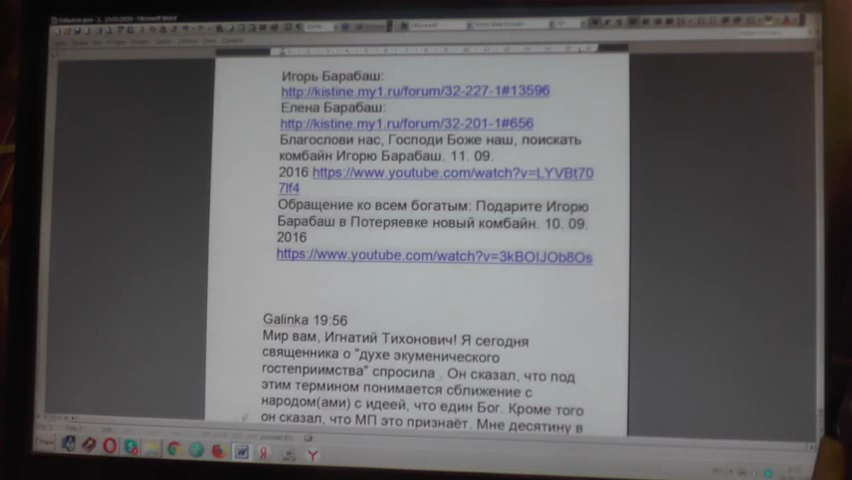 Игорь Барабаш:
http://kistine.my1.ru/forum/32-227-1#13596
Елена Барабаш:
http://kistine.my1.ru/forum/32-201-1#656
Благослови нас, Господи Боже наш, поискать
комбайн Игорю Барабаш. 11. 09.
2016 https://www.youtube.com/watch?v=LYVBt70
7lf4
Обращение ко всем богатым: Подарите Игорю
Барабаш в Потеряевке новый комбайн. 10. 09.
2016
https://www.youtube.com/watch?v=3kBOIJOb8Os
Galinka 19:56
Мир вам, Игнатий Тихонович! Я сегодня
священника о "духе экуменического
гостеприимства" спросила . Он сказал, что под
этим термином понимается сближение с
народом(ами) с идеей, что един Бог. Кроме того
он сказал, что МП это признаёт. Мне десятину в